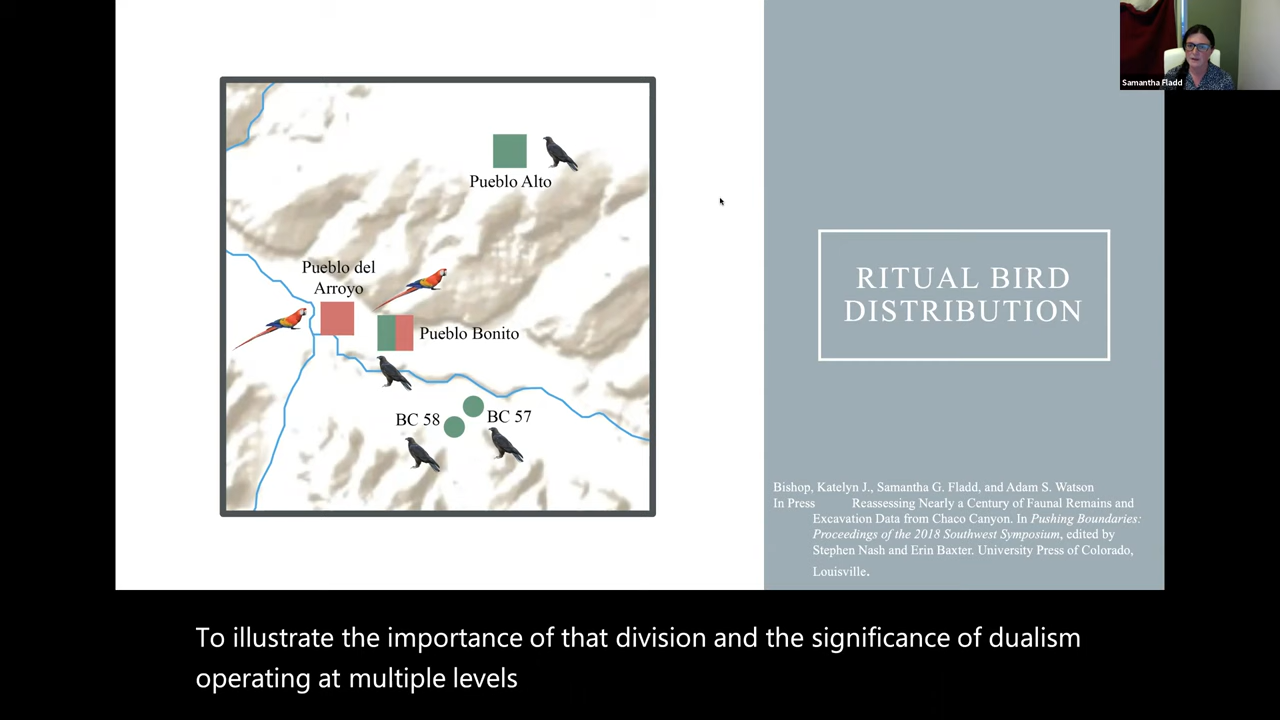 Samantha Fladd
Pueblo Alto
Pueblo del
Arroyo
Pueblo Bonito
BC 58
BC 57
RITUAL BIRD
DISTRIBUTION
Bishop, Katelyn J., Samantha G. Fladd, and Adam S. Watson
In Press Reassessing Nearly a Century of Faunal Remains and
Excavation Data from Chaco Canyon. In Pushing Boundaries:
Proceedings of the 2018 Southwest Symposium, edited by
Stephen Nash and Erin Baxter. University Press of Colorado,
Louisville.
To illustrate the importance of that division and the significance of dualism
operating at multiple levels